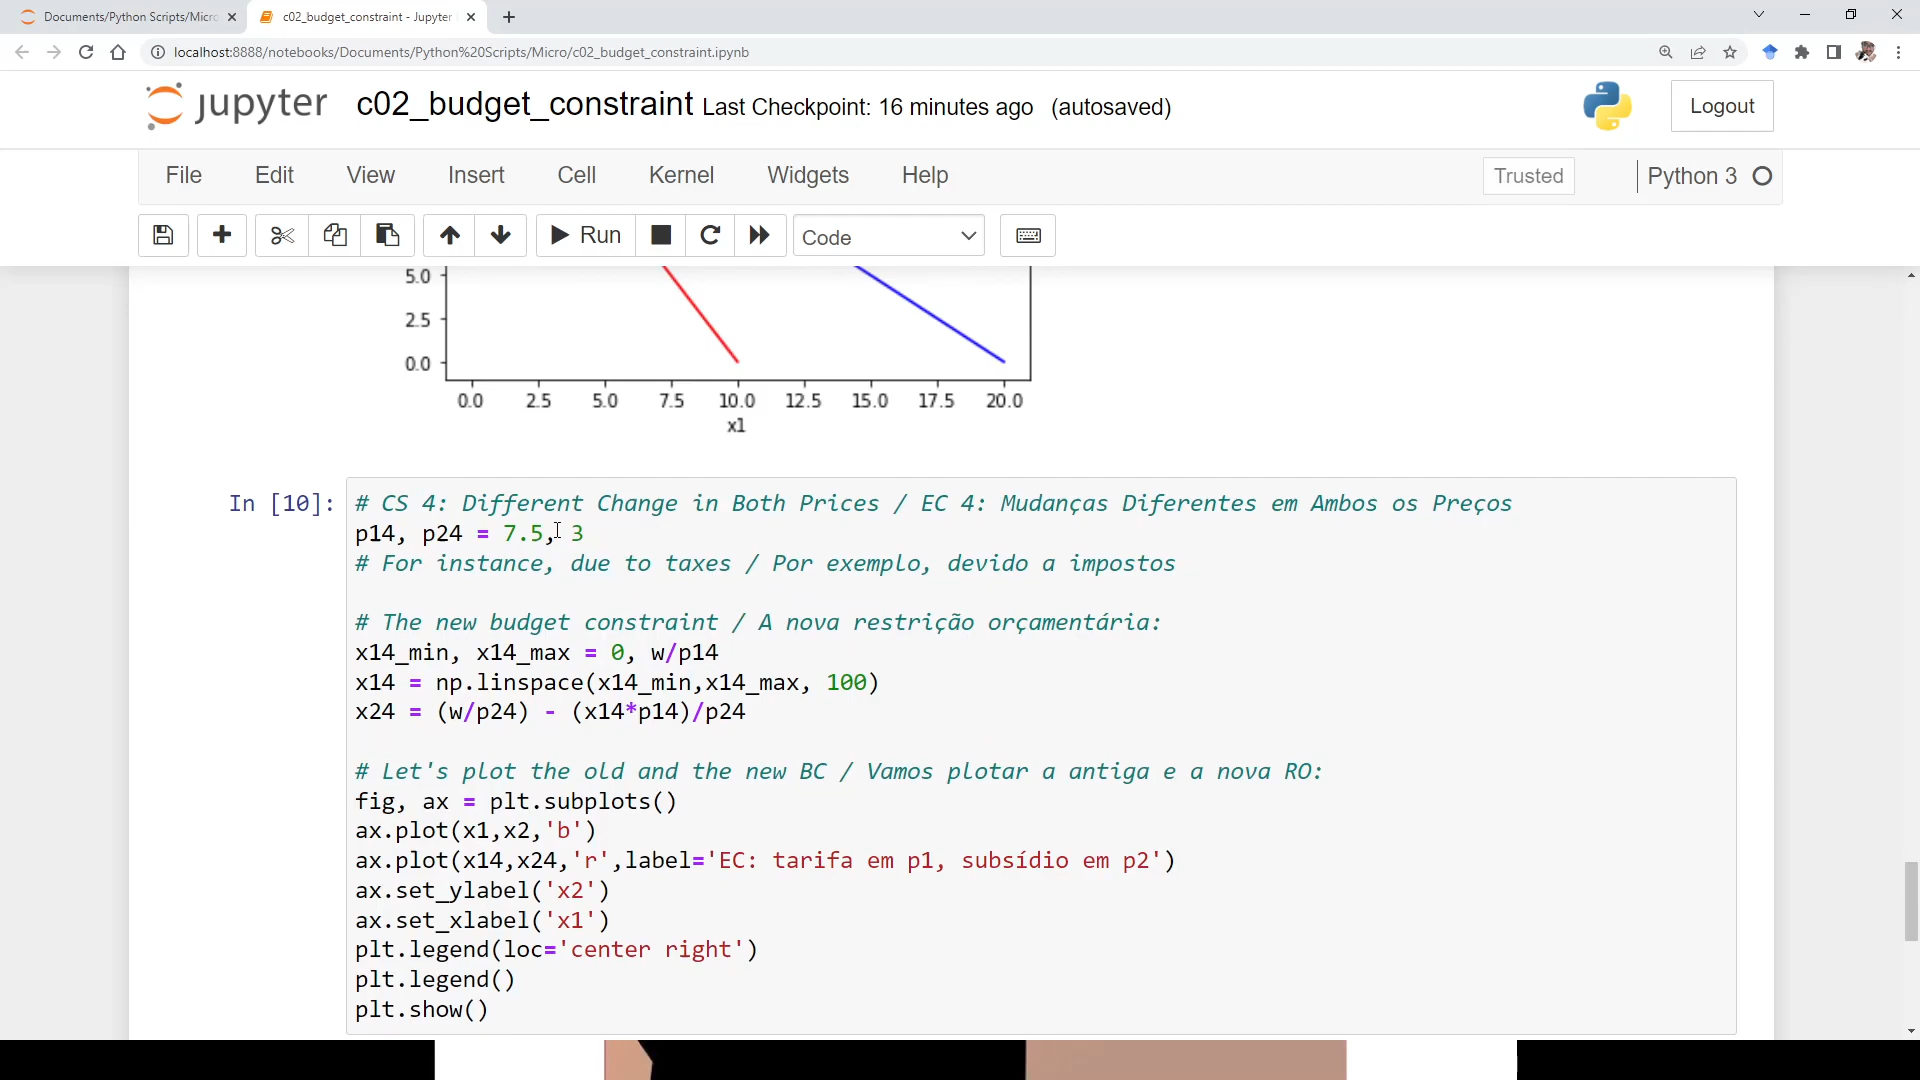 Documents/Python Scripts/Micro
c02_budget_constraint - Jupyter
localhost:8888/notebooks/Documents/Python%20Scripts/Micro/c02_budget_constraint.ipynb
jupyter c02_budget_constraint Last Checkpoint: 16 minutes ago (autosaved)
Logout
File Edit View Insert Cell Kernel Widgets Help
Trusted
Python 3
Run
Code
5.0
2.5
0.0
0.0 2.5 5.0 7.5 10.0 12.5 15.0 17.5 20.0
x1
In [10]:
# CS 4: Different Change in Both Prices / EC 4: Mudanças Diferentes em Ambos os Preços
p14, p24 = 7.5, 3
# For instance, due to taxes / Por exemplo, devido a impostos
# The new budget constraint / A nova restrição orçamentária:
x14_min, x14_max = 0, w/p14
x14 = np.linspace(x14_min,x14_max, 100)
x24 = (w/p24) - (x14*p14)/p24
# Let's plot the old and the new BC / Vamos plotar a antiga e a nova RO:
fig, ax = plt.subplots()
ax.plot(x1,x2,'b')
ax.plot(x14,x24,'r',label='EC: tarifa em p1, subsídio em p2')
ax.set_ylabel('x2')
ax.set_xlabel('x1')
plt.legend(loc='center right')
plt.legend()
plt.show()